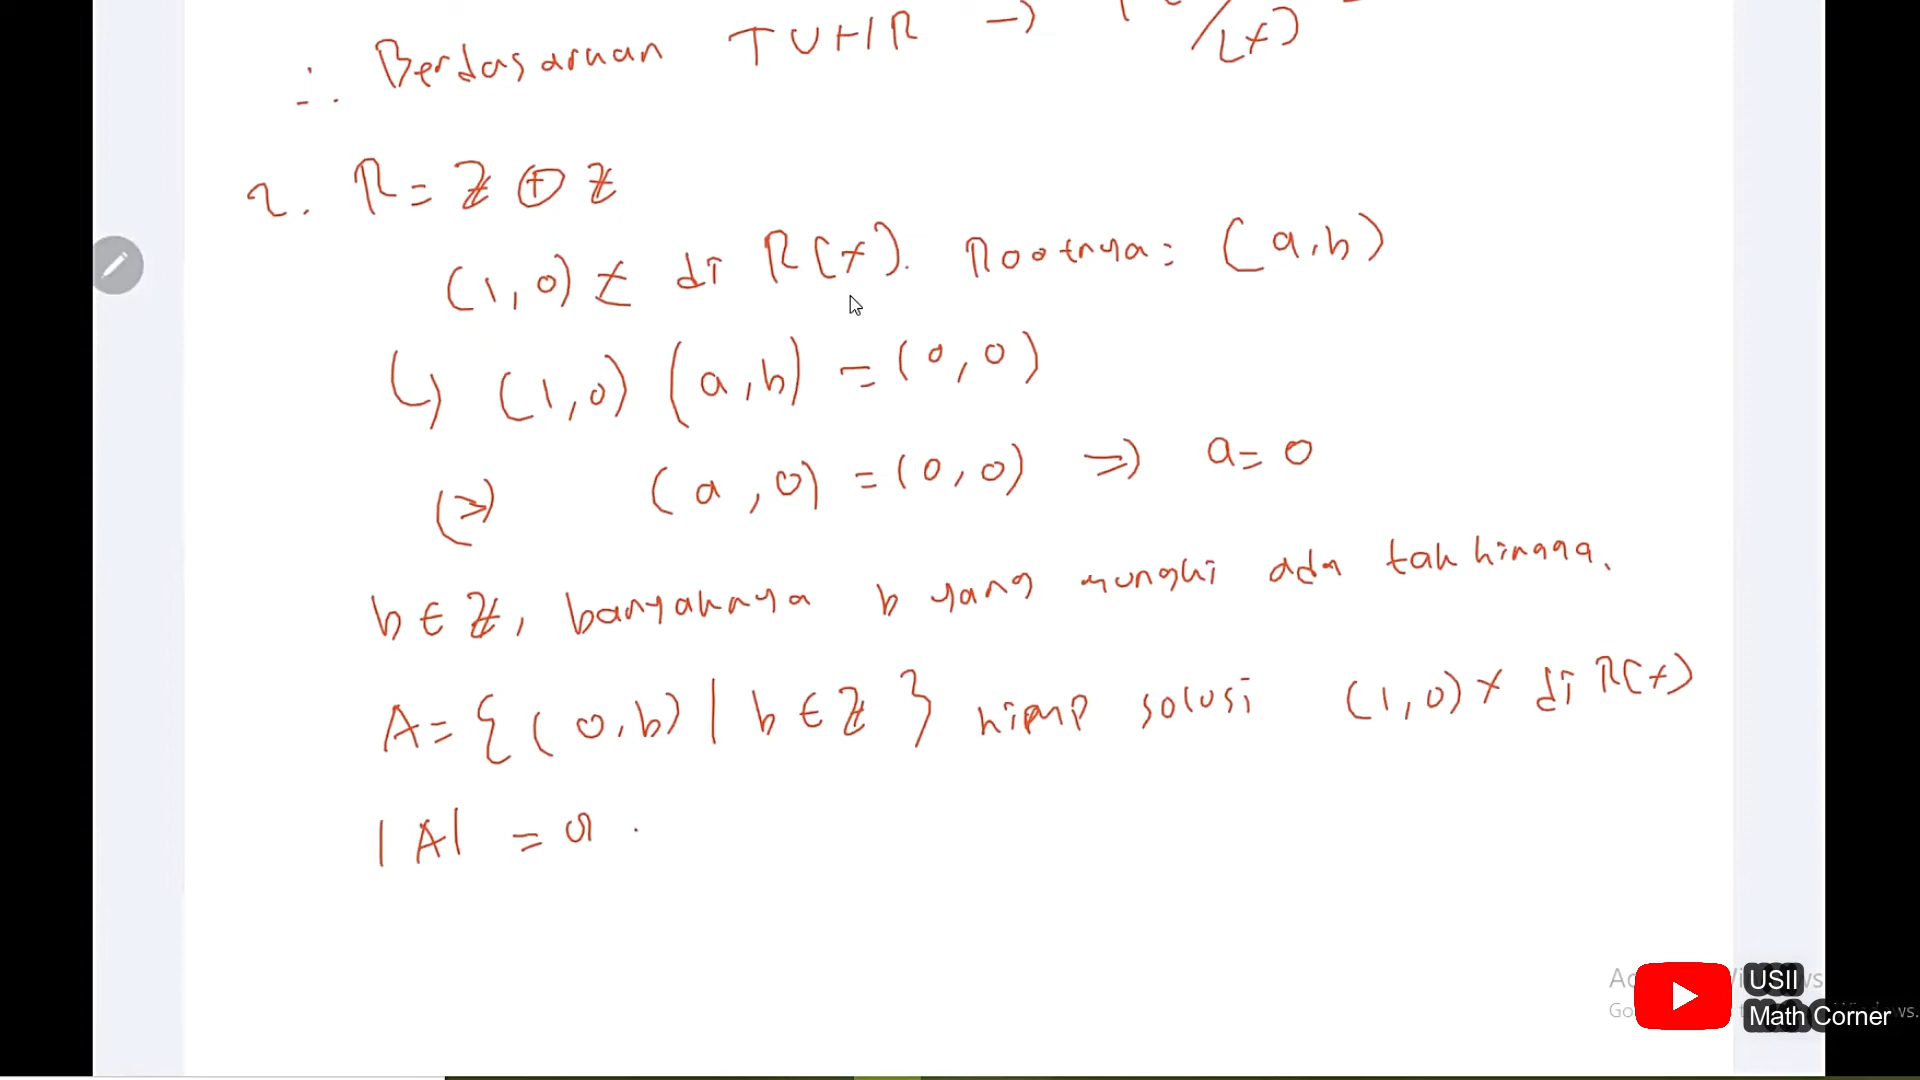 ∴ Berdasarkan TUHR → /[x]
2. R = ℤ ⊕ ℤ
(1,0) x di R[x]. Rootnya: (a,b)
↳ (1,0) (a,b) = (0,0)
(⇒) (a,0) = (0,0) ⇒ a = 0
b ∈ ℤ, banyaknya b yang mungki ada tak hingga.
A = { (0,b) | b ∈ ℤ } himp solusi (1,0) x di R[x]
|A| =
USII
Math Corner